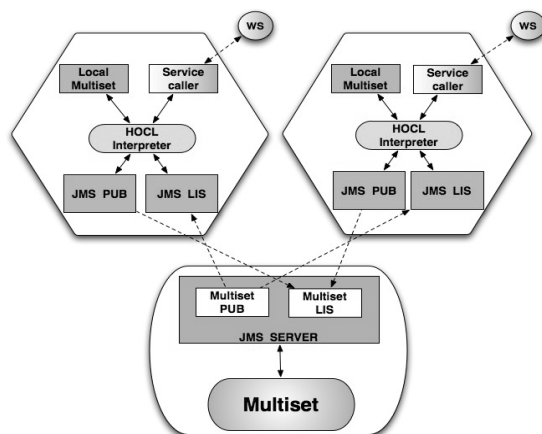 WS
WS
Local
Multiset
Service
caller
HOCL
Interpreter
JMS PUB
JMS LIS
Local
Multiset
Service
caller
HOCL
Interpreter
JMS PUB
JMS LIS
Multiset
PUB
Multiset
LIS
JMS SERVER
Multiset